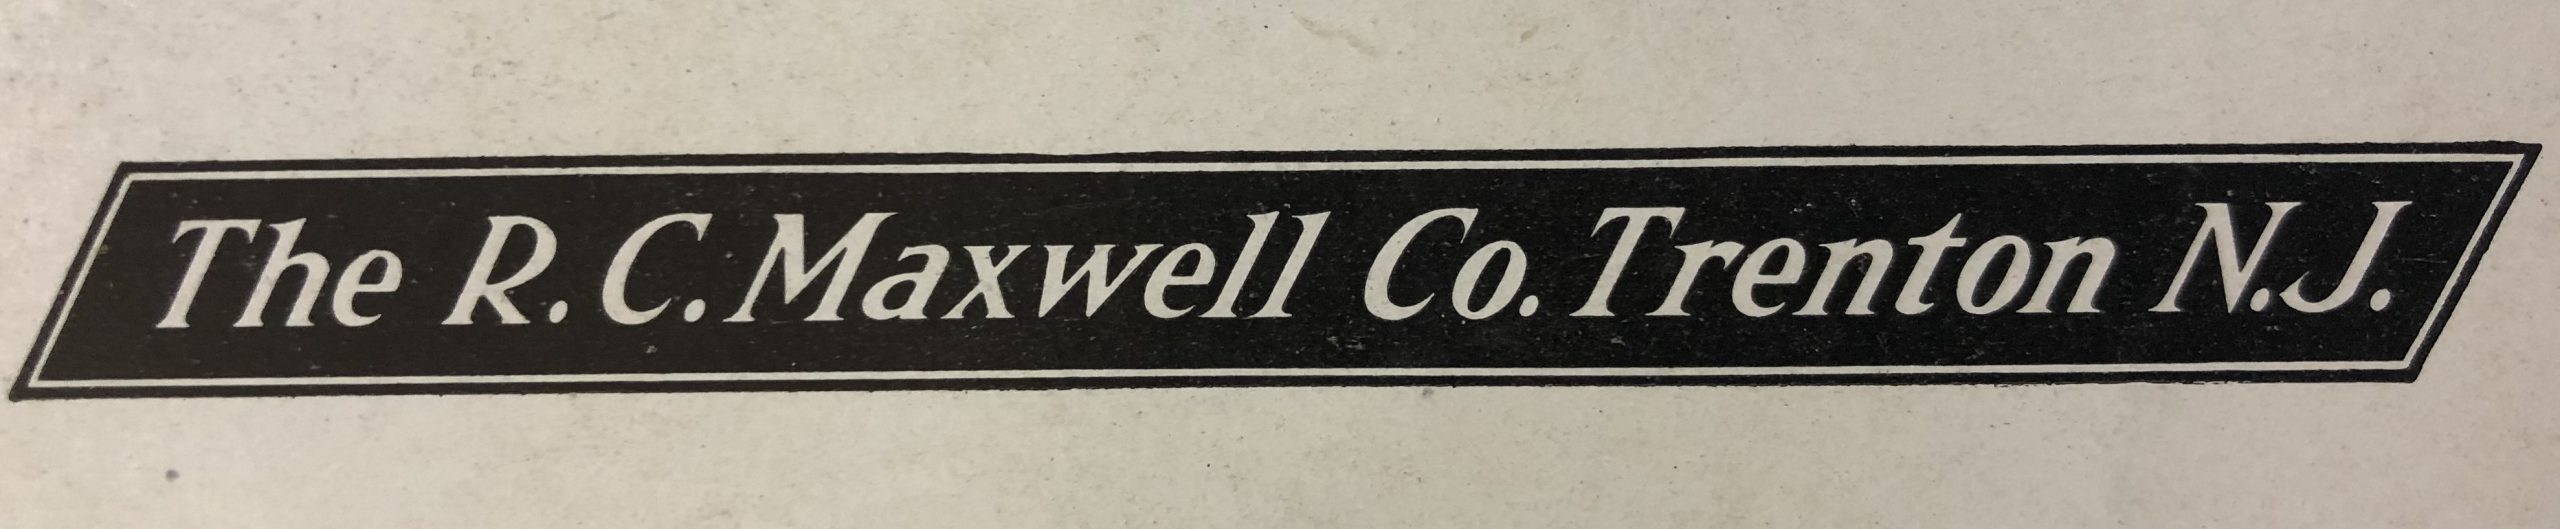 The R.C. Maxwell Co. Trenton N.J.